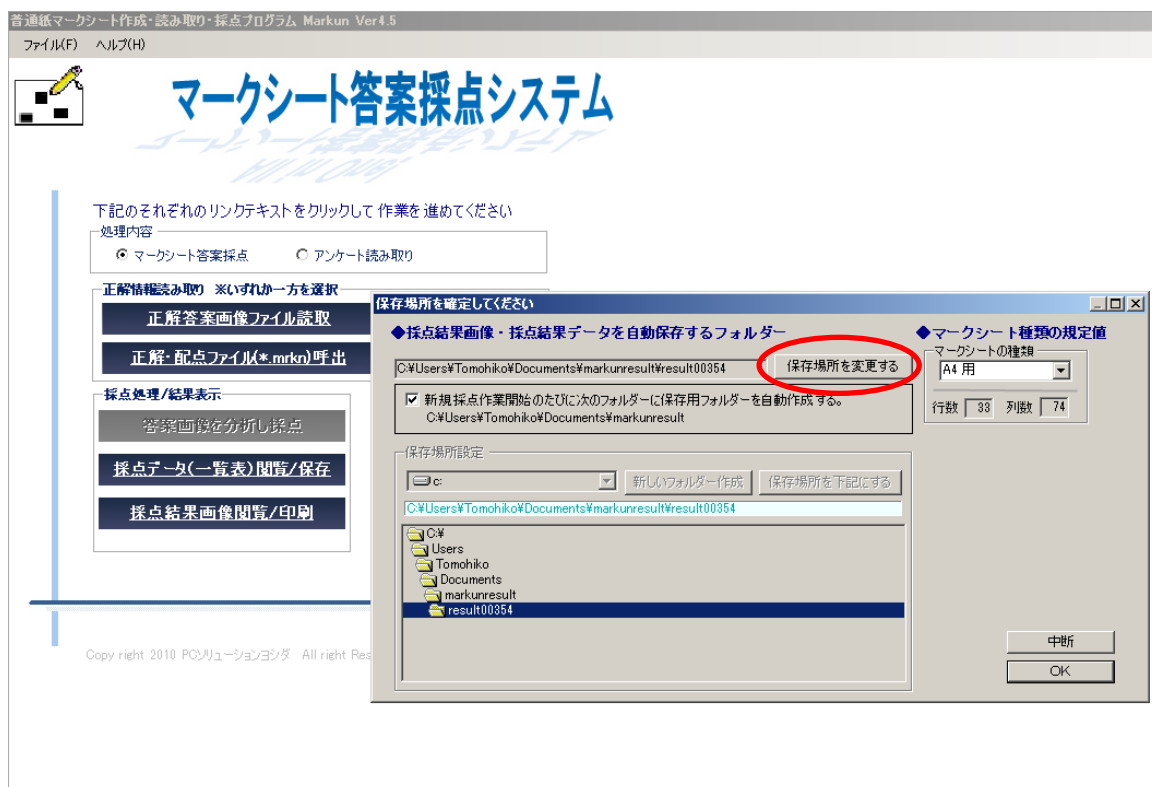 普通紙マークシート作成・読み取り・採点プログラム Markun Ver4.5
ファイル(F) ヘルプ(H)
マークシート答案採点システム
下記のそれぞれのリンクテキストをクリックして作業を進めてください
処理内容
マークシート答案採点 アンケート読み取り
正解情報読み取り ※いずれか一方を選択
正解答案画像ファイル読取
正解・配点ファイル(*.mrkn)呼出
採点処理/結果表示
答案画像を分析し採点
採点データ(一覧表)閲覧/保存
採点結果画像閲覧/印刷
Copy right 2010 PCソリューションヨシダ All right Res
保存場所を確定してください
◆採点結果画像・採点結果データを自動保存するフォルダー
C:¥Users¥Tomohiko¥Documents¥markunresult¥result00354 保存場所を変更する
新規採点作業開始のたびに次のフォルダーに保存用フォルダーを自動作成する。
C:¥Users¥Tomohiko¥Documents¥markunresult
保存場所設定
c: 新しいフォルダー作成 保存場所を下記にする
C:¥Users¥Tomohiko¥Documents¥markunresult¥result00354
C:¥
Users
Tomohiko
Documents
markunresult
result00354
◆マークシート種類の規定値
マークシートの種類
A4 用
行数 33 列数 74
中断
OK